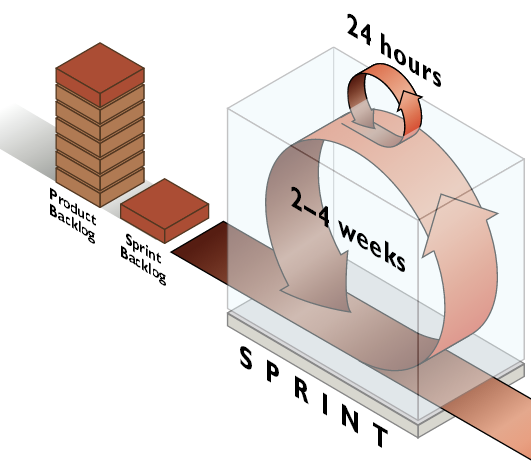 24 hours
2–4 weeks
Product
Backlog
Sprint
Backlog
SPRINT